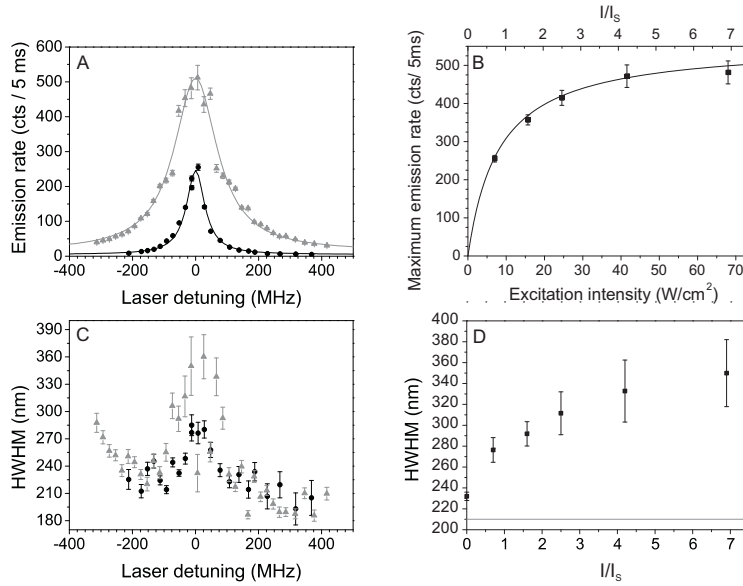 A
Emission rate (cts / 5 ms)
600
500
400
300
200
100
0
-400 -200 0 200 400
Laser detuning (MHz)
I/Is
0 1 2 3 4 5 6 7
B
Maximum emission rate (cts/ 5ms)
500
400
300
200
100
0
0 10 20 30 40 50 60 70
Excitation intensity (W/cm²)
C
HWHM (nm)
390
360
330
300
270
240
210
180
-400 -200 0 200 400
Laser detuning (MHz)
D
HWHM (nm)
400
380
360
340
320
300
280
260
240
220
200
0 1 2 3 4 5 6 7
I/Is